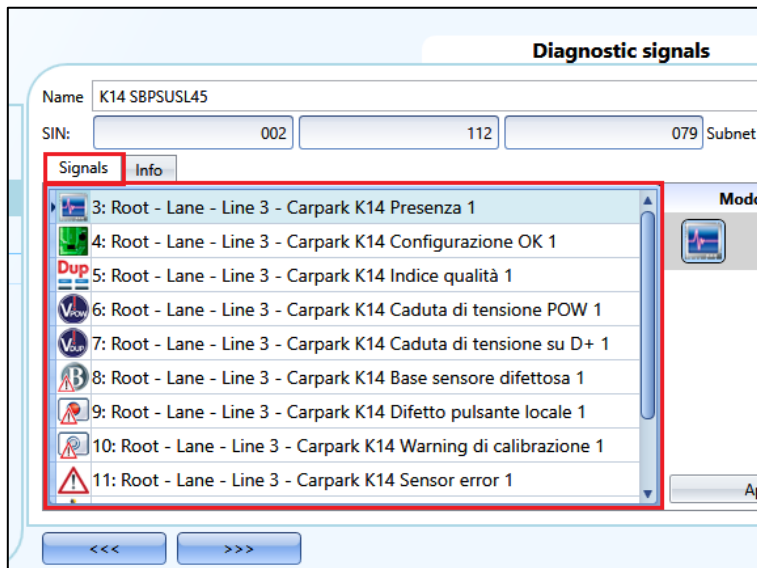 Diagnostic signals
Name K14 SBPSUSL45
SIN: 002 112 079 Subnet
Signals Info
3: Root - Lane - Line 3 - Carpark K14 Presenza 1
4: Root - Lane - Line 3 - Carpark K14 Configurazione OK 1
Dup 5: Root - Lane - Line 3 - Carpark K14 Indice qualità 1
VPOW 6: Root - Lane - Line 3 - Carpark K14 Caduta di tensione POW 1
VDUP 7: Root - Lane - Line 3 - Carpark K14 Caduta di tensione su D+ 1
B 8: Root - Lane - Line 3 - Carpark K14 Base sensore difettosa 1
9: Root - Lane - Line 3 - Carpark K14 Difetto pulsante locale 1
10: Root - Lane - Line 3 - Carpark K14 Warning di calibrazione 1
11: Root - Lane - Line 3 - Carpark K14 Sensor error 1
<<< >>>